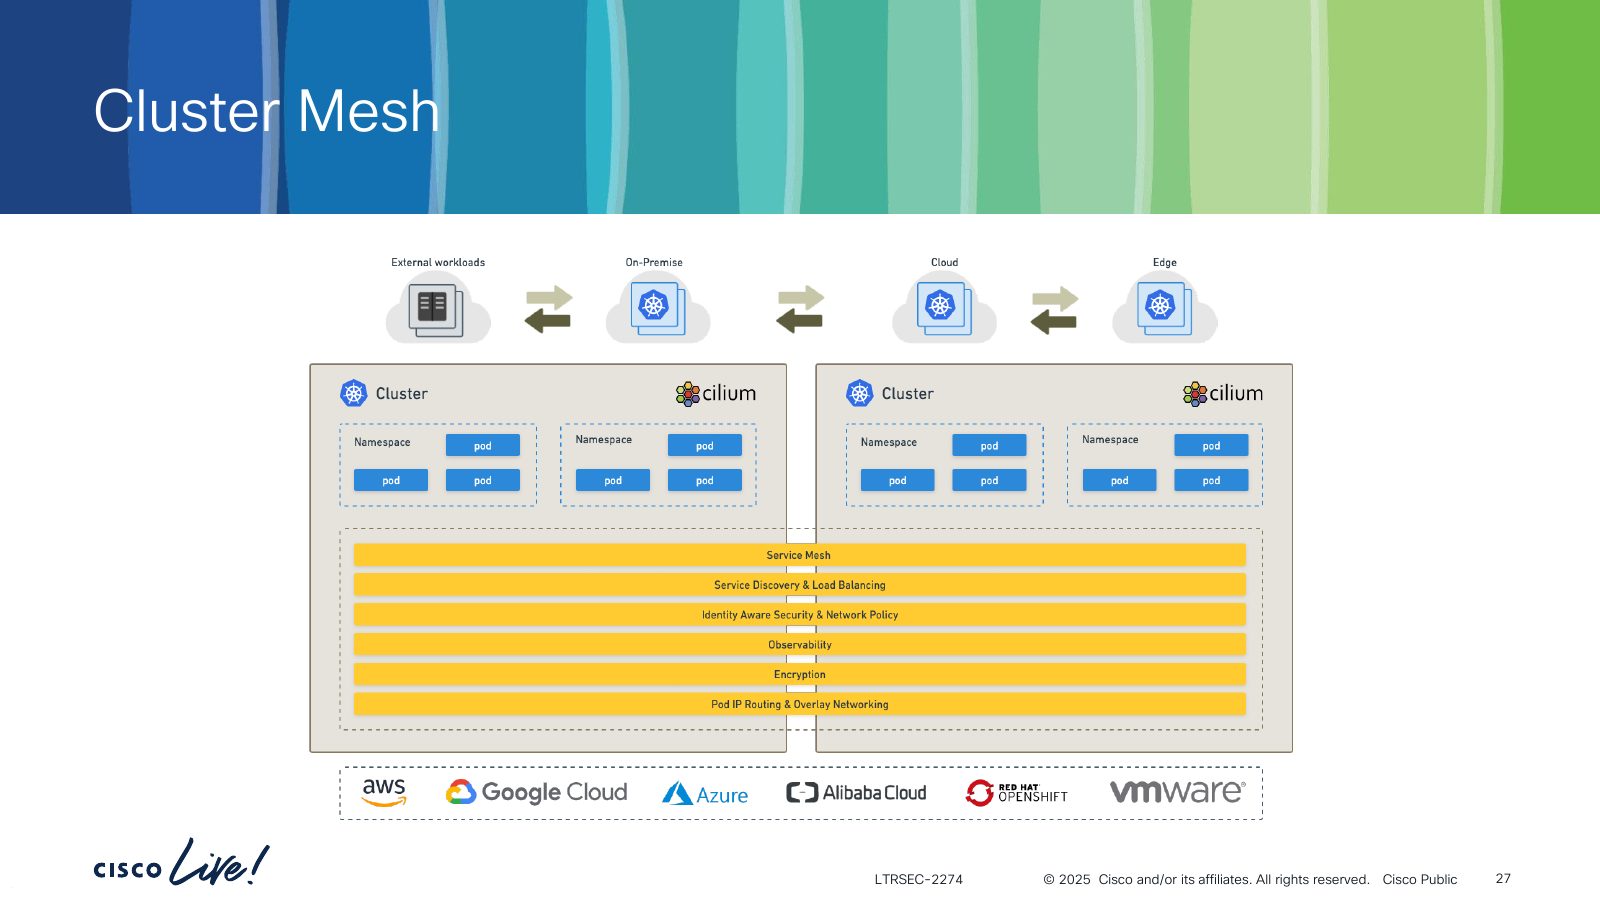 Cluster Mesh
External workloads
On-Premise
Cloud
Edge
Cluster
cilium
Cluster
cilium
Namespace
pod
pod
pod
Namespace
pod
pod
pod
Namespace
pod
pod
pod
Namespace
pod
pod
pod
Service Mesh
Service Discovery & Load Balancing
Identity Aware Security & Network Policy
Observability
Encryption
Pod IP Routing & Overlay Networking
aws
Google Cloud
Azure
Alibaba Cloud
RED HAT®
OPENSHIFT
vmware®
CISCO Live!
LTRSEC-2274
© 2025 Cisco and/or its affiliates. All rights reserved. Cisco Public
27